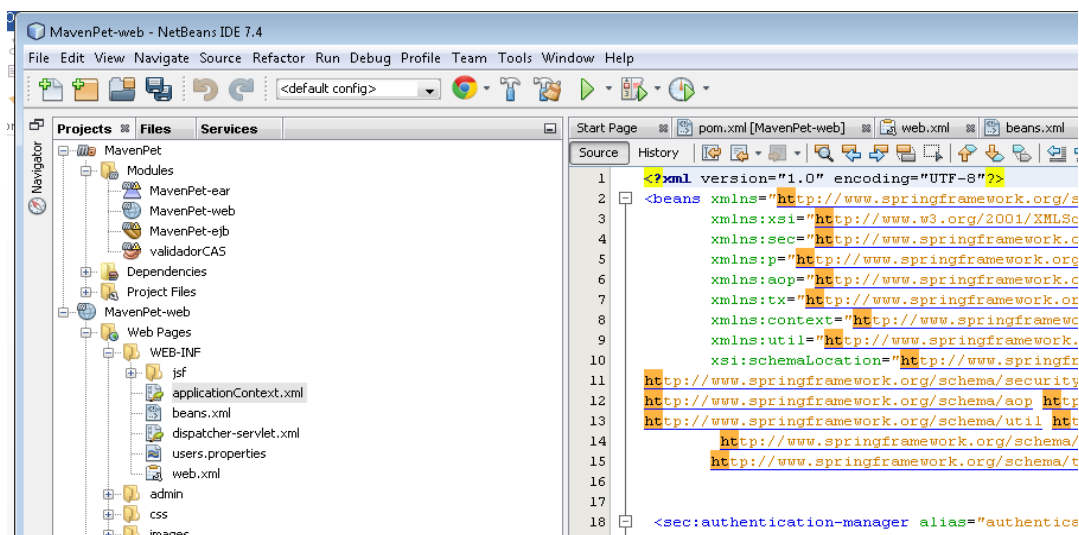 MavenPet-web - NetBeans IDE 7.4
File Edit View Navigate Source Refactor Run Debug Profile Team Tools Window Help
<default config>
Navigator
Projects Files Services
MavenPet
Modules
MavenPet-ear
MavenPet-web
MavenPet-ejb
validadorCAS
Dependencies
Project Files
MavenPet-web
Web Pages
WEB-INF
jsf
applicationContext.xml
beans.xml
dispatcher-servlet.xml
users.properties
web.xml
admin
css
images
Start Page pom.xml [MavenPet-web] web.xml beans.xml
Source History
1 <?xml version="1.0" encoding="UTF-8"?>
2 <beans xmlns="http://www.springframework.org/s
3 xmlns:xsi="http://www.w3.org/2001/XMLSc
4 xmlns:sec="http://www.springframework.o
5 xmlns:p="http://www.springframework.org
6 xmlns:aop="http://www.springframework.o
7 xmlns:tx="http://www.springframework.or
8 xmlns:context="http://www.springframewo
9 xmlns:util="http://www.springframework.
10 xsi:schemaLocation="http://www.springfr
11 http://www.springframework.org/schema/security
12 http://www.springframework.org/schema/aop http
13 http://www.springframework.org/schema/util htt
14 http://www.springframework.org/schema/
15 http://www.springframework.org/schema/t
16
17
18 <sec:authentication-manager alias="authentica